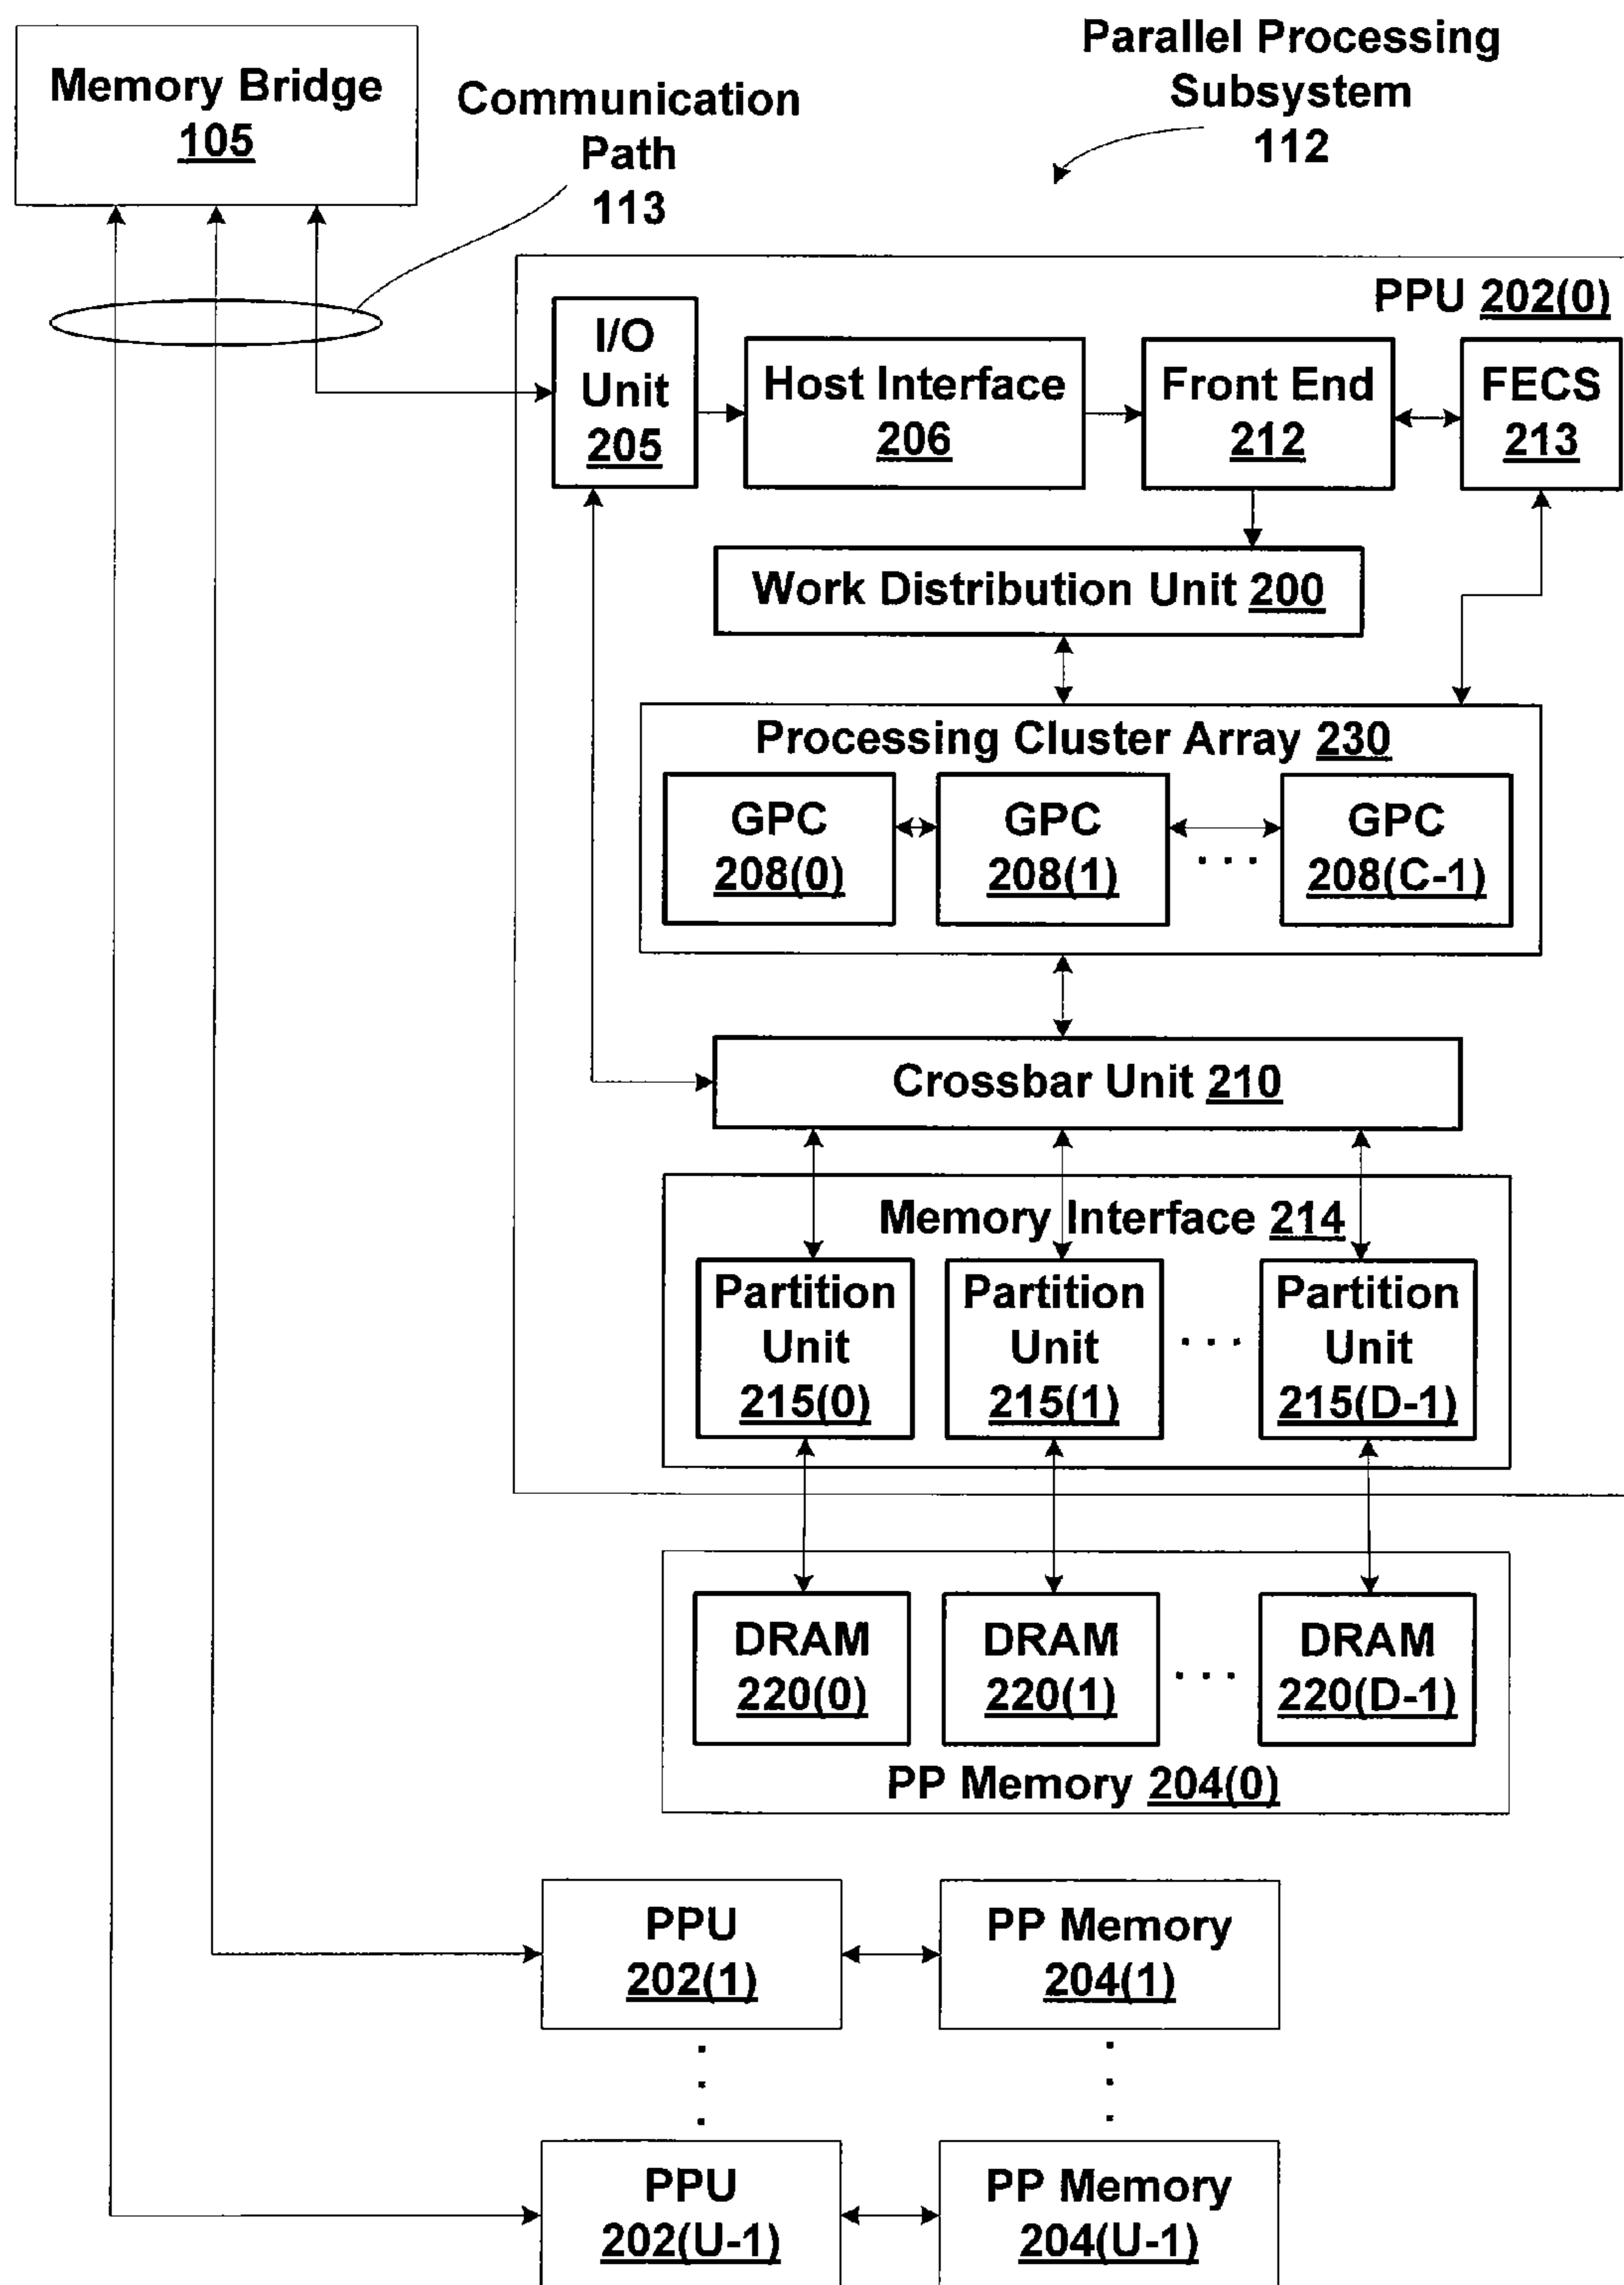 Memory Bridge
105
Communication
Path
113
Parallel Processing
Subsystem
112
PPU 202(0)
I/O
Unit
205
Host Interface
206
Front End
212
FECS
213
Work Distribution Unit 200
Processing Cluster Array 230
GPC
208(0)
GPC
208(1)
. . .
GPC
208(C-1)
Crossbar Unit 210
Memory Interface 214
Partition
Unit
215(0)
Partition
Unit
215(1)
. . .
Partition
Unit
215(D-1)
DRAM
220(0)
DRAM
220(1)
. . .
DRAM
220(D-1)
PP Memory 204(0)
PPU
202(1)
PP Memory
204(1)
PPU
202(U-1)
PP Memory
204(U-1)